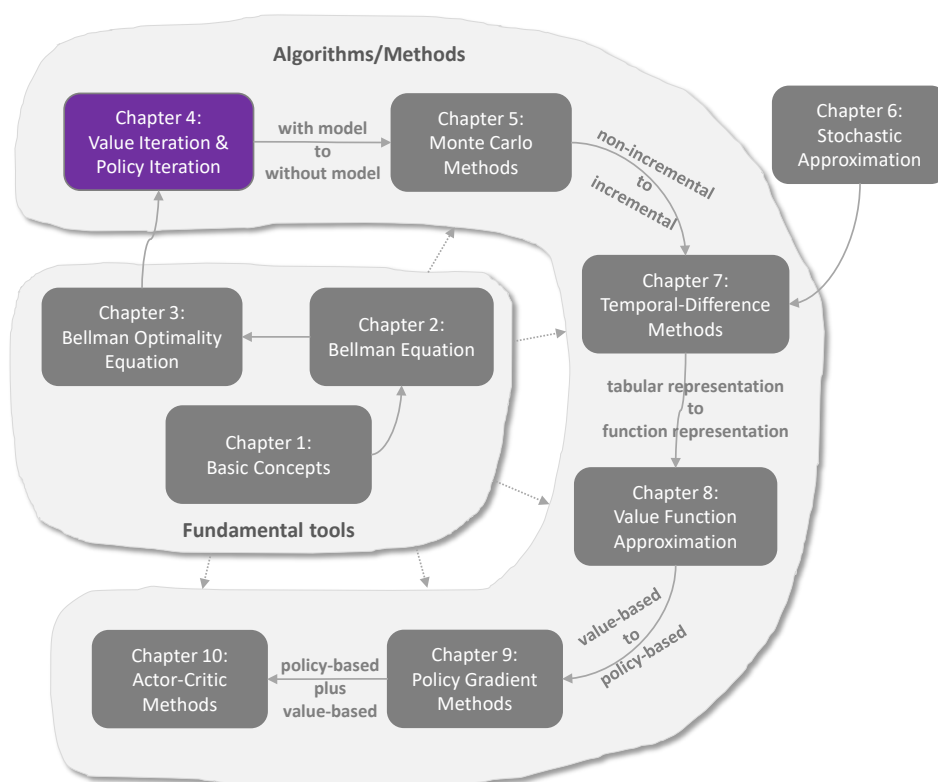 Algorithms/Methods
Chapter 4:
Value Iteration &
Policy Iteration
with model
to
without model
Chapter 5:
Monte Carlo
Methods
non-incremental
to
incremental
Chapter 6:
Stochastic
Approximation
Chapter 3:
Bellman Optimality
Equation
Chapter 2:
Bellman Equation
Chapter 7:
Temporal-Difference
Methods
Chapter 1:
Basic Concepts
Fundamental tools
tabular representation
to
function representation
Chapter 8:
Value Function
Approximation
value-based
to
policy-based
Chapter 10:
Actor-Critic
Methods
policy-based
plus
value-based
Chapter 9:
Policy Gradient
Methods